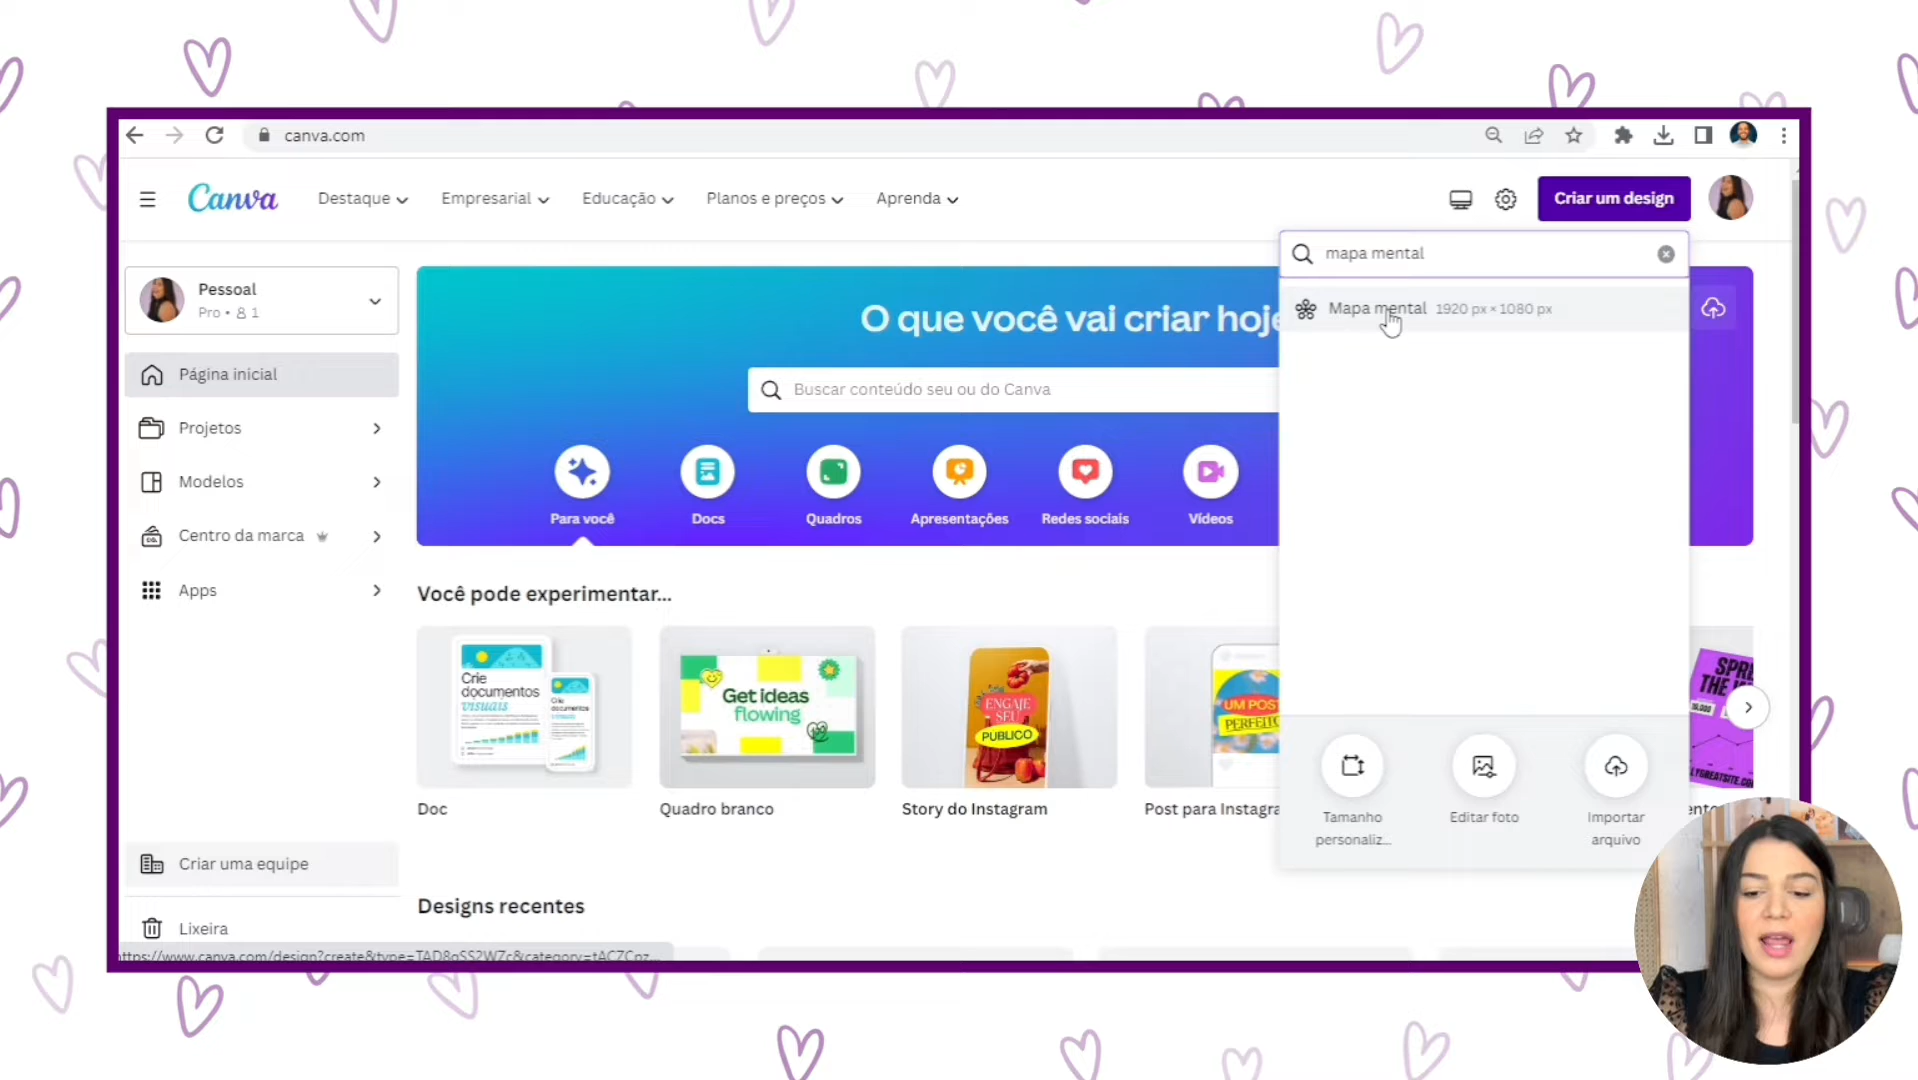 canva.com
Canva
Destaque
Empresarial
Educação
Planos e preços
Aprenda
Criar um design
mapa mental
Mapa mental 1920 px × 1080 px
Pessoal
Pro • 1
Página inicial
Projetos
Modelos
Centro da marca
Apps
Criar uma equipe
Lixeira
O que você vai criar hoje
Buscar conteúdo seu ou do Canva
Para você
Docs
Quadros
Apresentações
Redes sociais
Vídeos
Você pode experimentar...
Crie
documentos
visuais
Get ideas
flowing
ENGAJE
SEU
PÚBLICO
UM POST
PERFEITO
SPRE
THE
Doc
Quadro branco
Story do Instagram
Post para Instagra
Tamanho
personaliz...
Editar foto
Importar
arquivo
Designs recentes